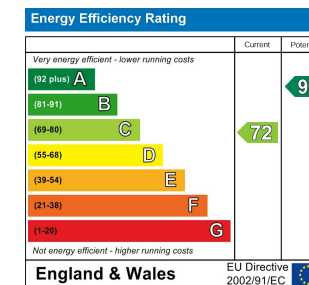 Energy Efficiency Rating
Current
Very energy efficient - lower running costs
(92 plus) A
(81-91) B
(69-80) C
72
(55-68) D
(39-54) E
(21-38) F
(1-20) G
Not energy efficient - higher running costs
England & Wales
EU Directive
2002/91/EC